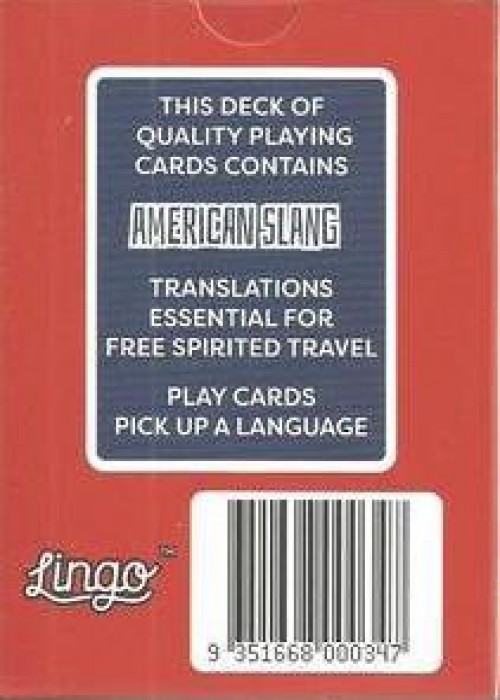 THIS DECK OF
QUALITY PLAYING
CARDS CONTAINS
AMERICAN SLANG
TRANSLATIONS
ESSENTIAL FOR
FREE SPIRITED TRAVEL
PLAY CARDS
PICK UP A LANGUAGE
Lingo™
9 351668 000347